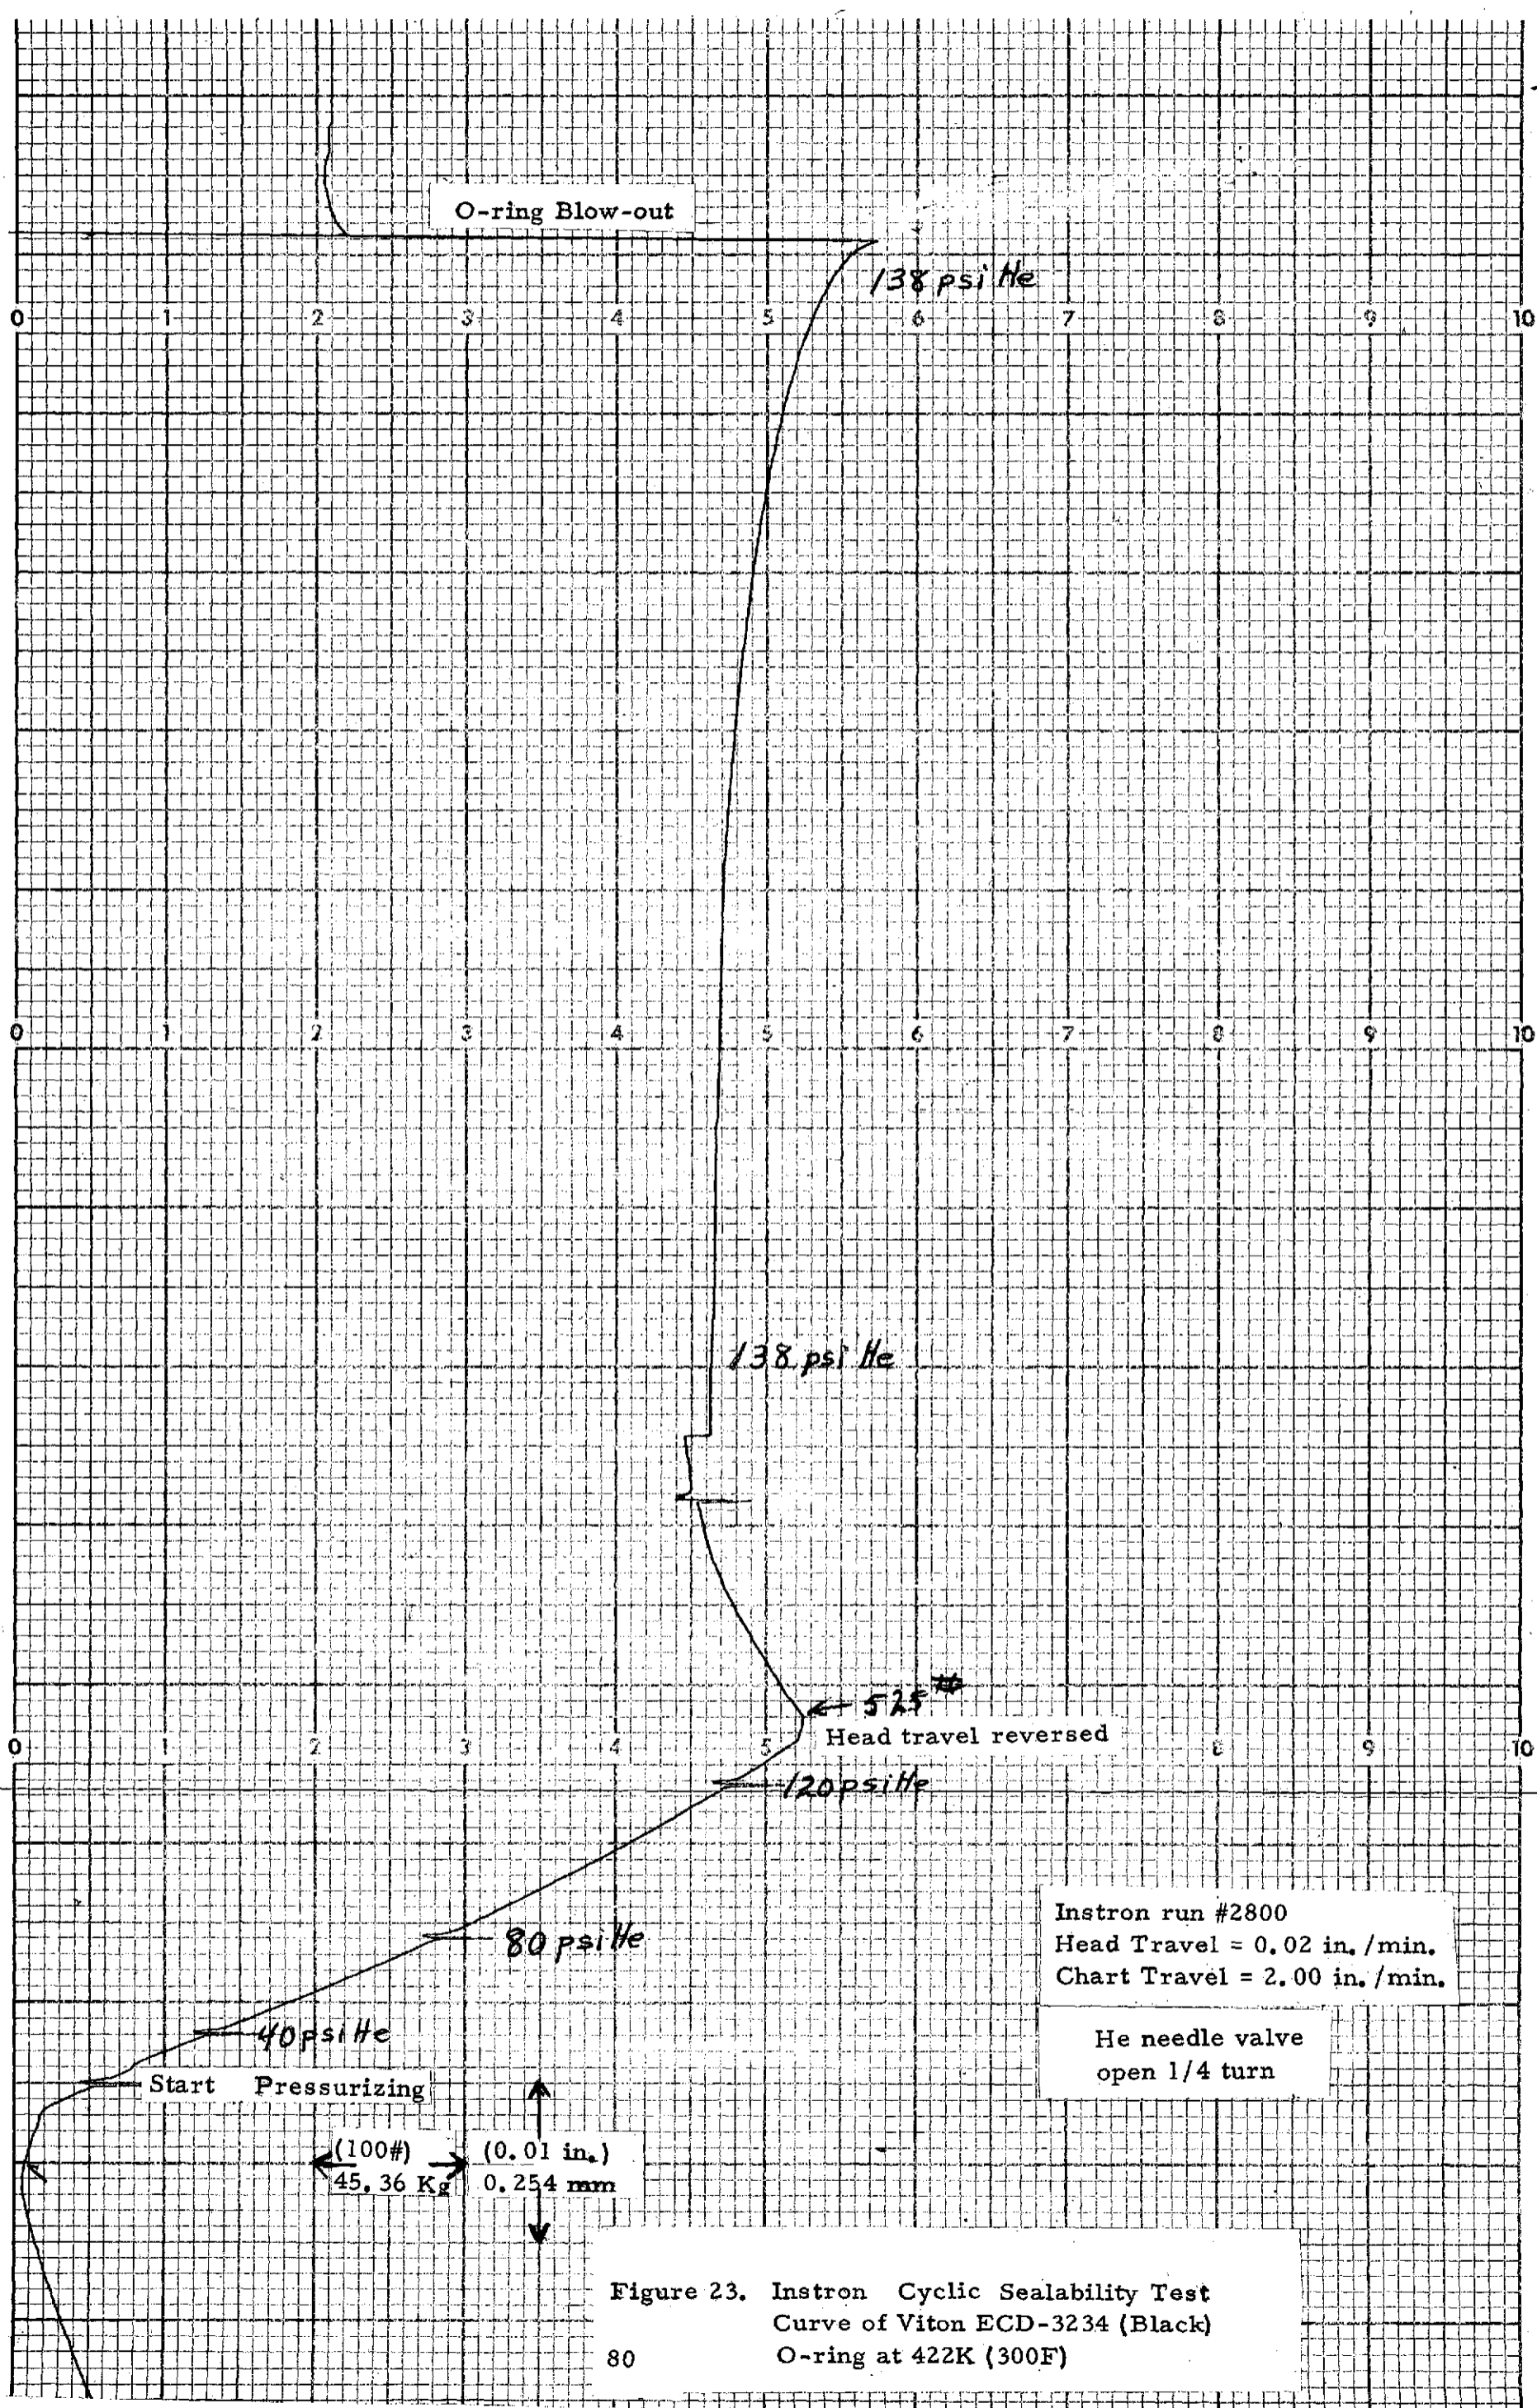 O-ring Blow-out
138 psi He
0 1 2 3 4 5 6 7 8 9 10
0 1 2 3 4 5 6 7 8 9 10
138 psi He
525 #
Head travel reversed
0 2 3 4 5 8 9 10
120 psi He
80 psi He
Instron run #2800
Head Travel = 0.02 in. /min.
Chart Travel = 2.00 in. /min.
40 psi He
He needle valve
open 1/4 turn
Start Pressurizing
(100#)
45.36 Kg
(0.01 in.)
0.254 mm
Figure 23. Instron Cyclic Sealability Test
Curve of Viton ECD-3234 (Black)
O-ring at 422K (300F)
80